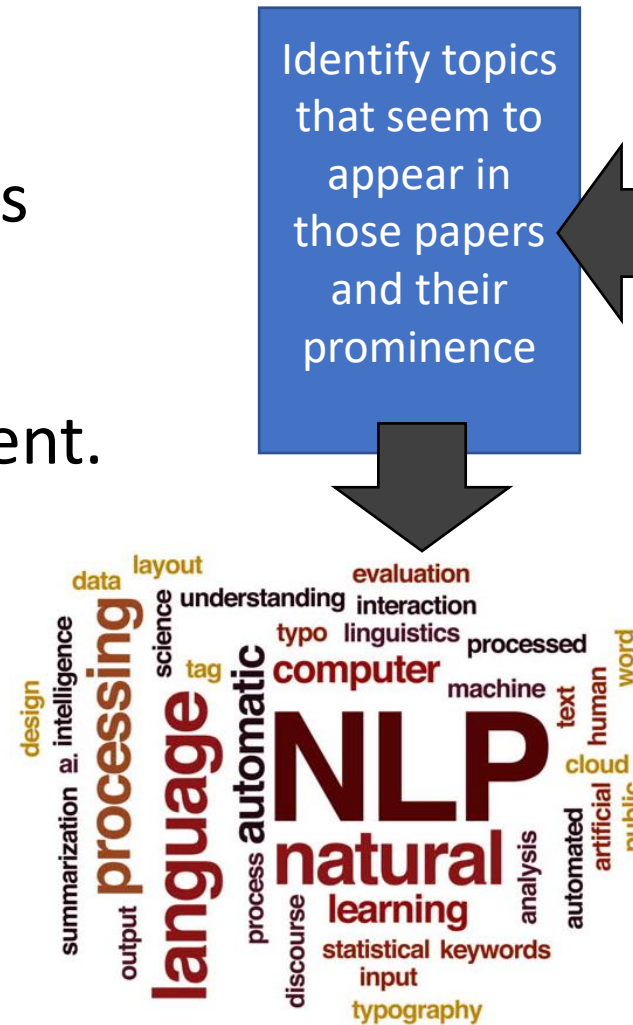 s
ent.
Identify topics
that seem to
appear in
those papers
and their
prominence
layout
data
evaluation
science
understanding
interaction
typo
linguistics
processed
word
intelligence
processing
tag
automatic
computer
machine
text
human
design
ai.
language
NLP
cloud
public
summarization
natural
artificial
automated
analysis
process
learning
output
discourse
statistical
keywords
input
typography